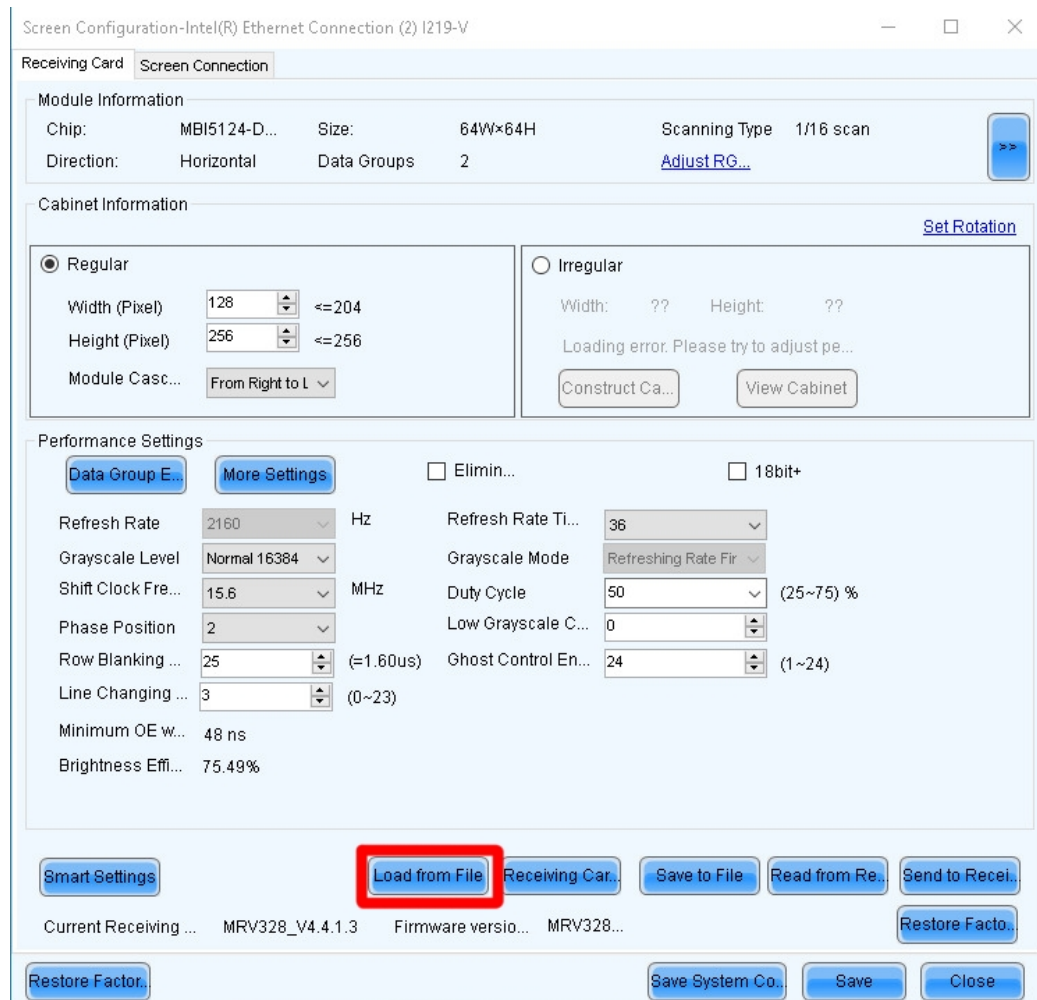 Screen Configuration-Intel(R) Ethernet Connection (2) I219-V
Receiving Card Screen Connection
Module Information
Chip: MBI5124-D... Size: 64W×64H Scanning Type 1/16 scan
>>
Direction: Horizontal Data Groups 2 Adjust RG...
Cabinet Information
Set Rotation
Regular Irregular
Width (Pixel) 128 <=204 Width: ?? Height: ??
Height (Pixel) 256 <=256 Loading error. Please try to adjust pe...
Module Casc... From Right to L Construct Ca... View Cabinet
Performance Settings
Data Group E... More Settings Elimin... 18bit+
Refresh Rate 2160 Hz Refresh Rate Ti... 36
Grayscale Level Normal 16384 Grayscale Mode Refreshing Rate Fir
Shift Clock Fre... 15.6 MHz Duty Cycle 50 (25~75) %
Phase Position 2 Low Grayscale C... 0
Row Blanking ... 25 (=1.60us) Ghost Control En... 24 (1~24)
Line Changing ... 3 (0~23)
Minimum OE w... 48 ns
Brightness Effi... 75.49%
Smart Settings Load from File Receiving Car... Save to File Read from Re... Send to Recei...
Current Receiving ... MRV328_V4.4.1.3 Firmware versio... MRV328... Restore Facto...
Restore Factor... Save System Co... Save Close